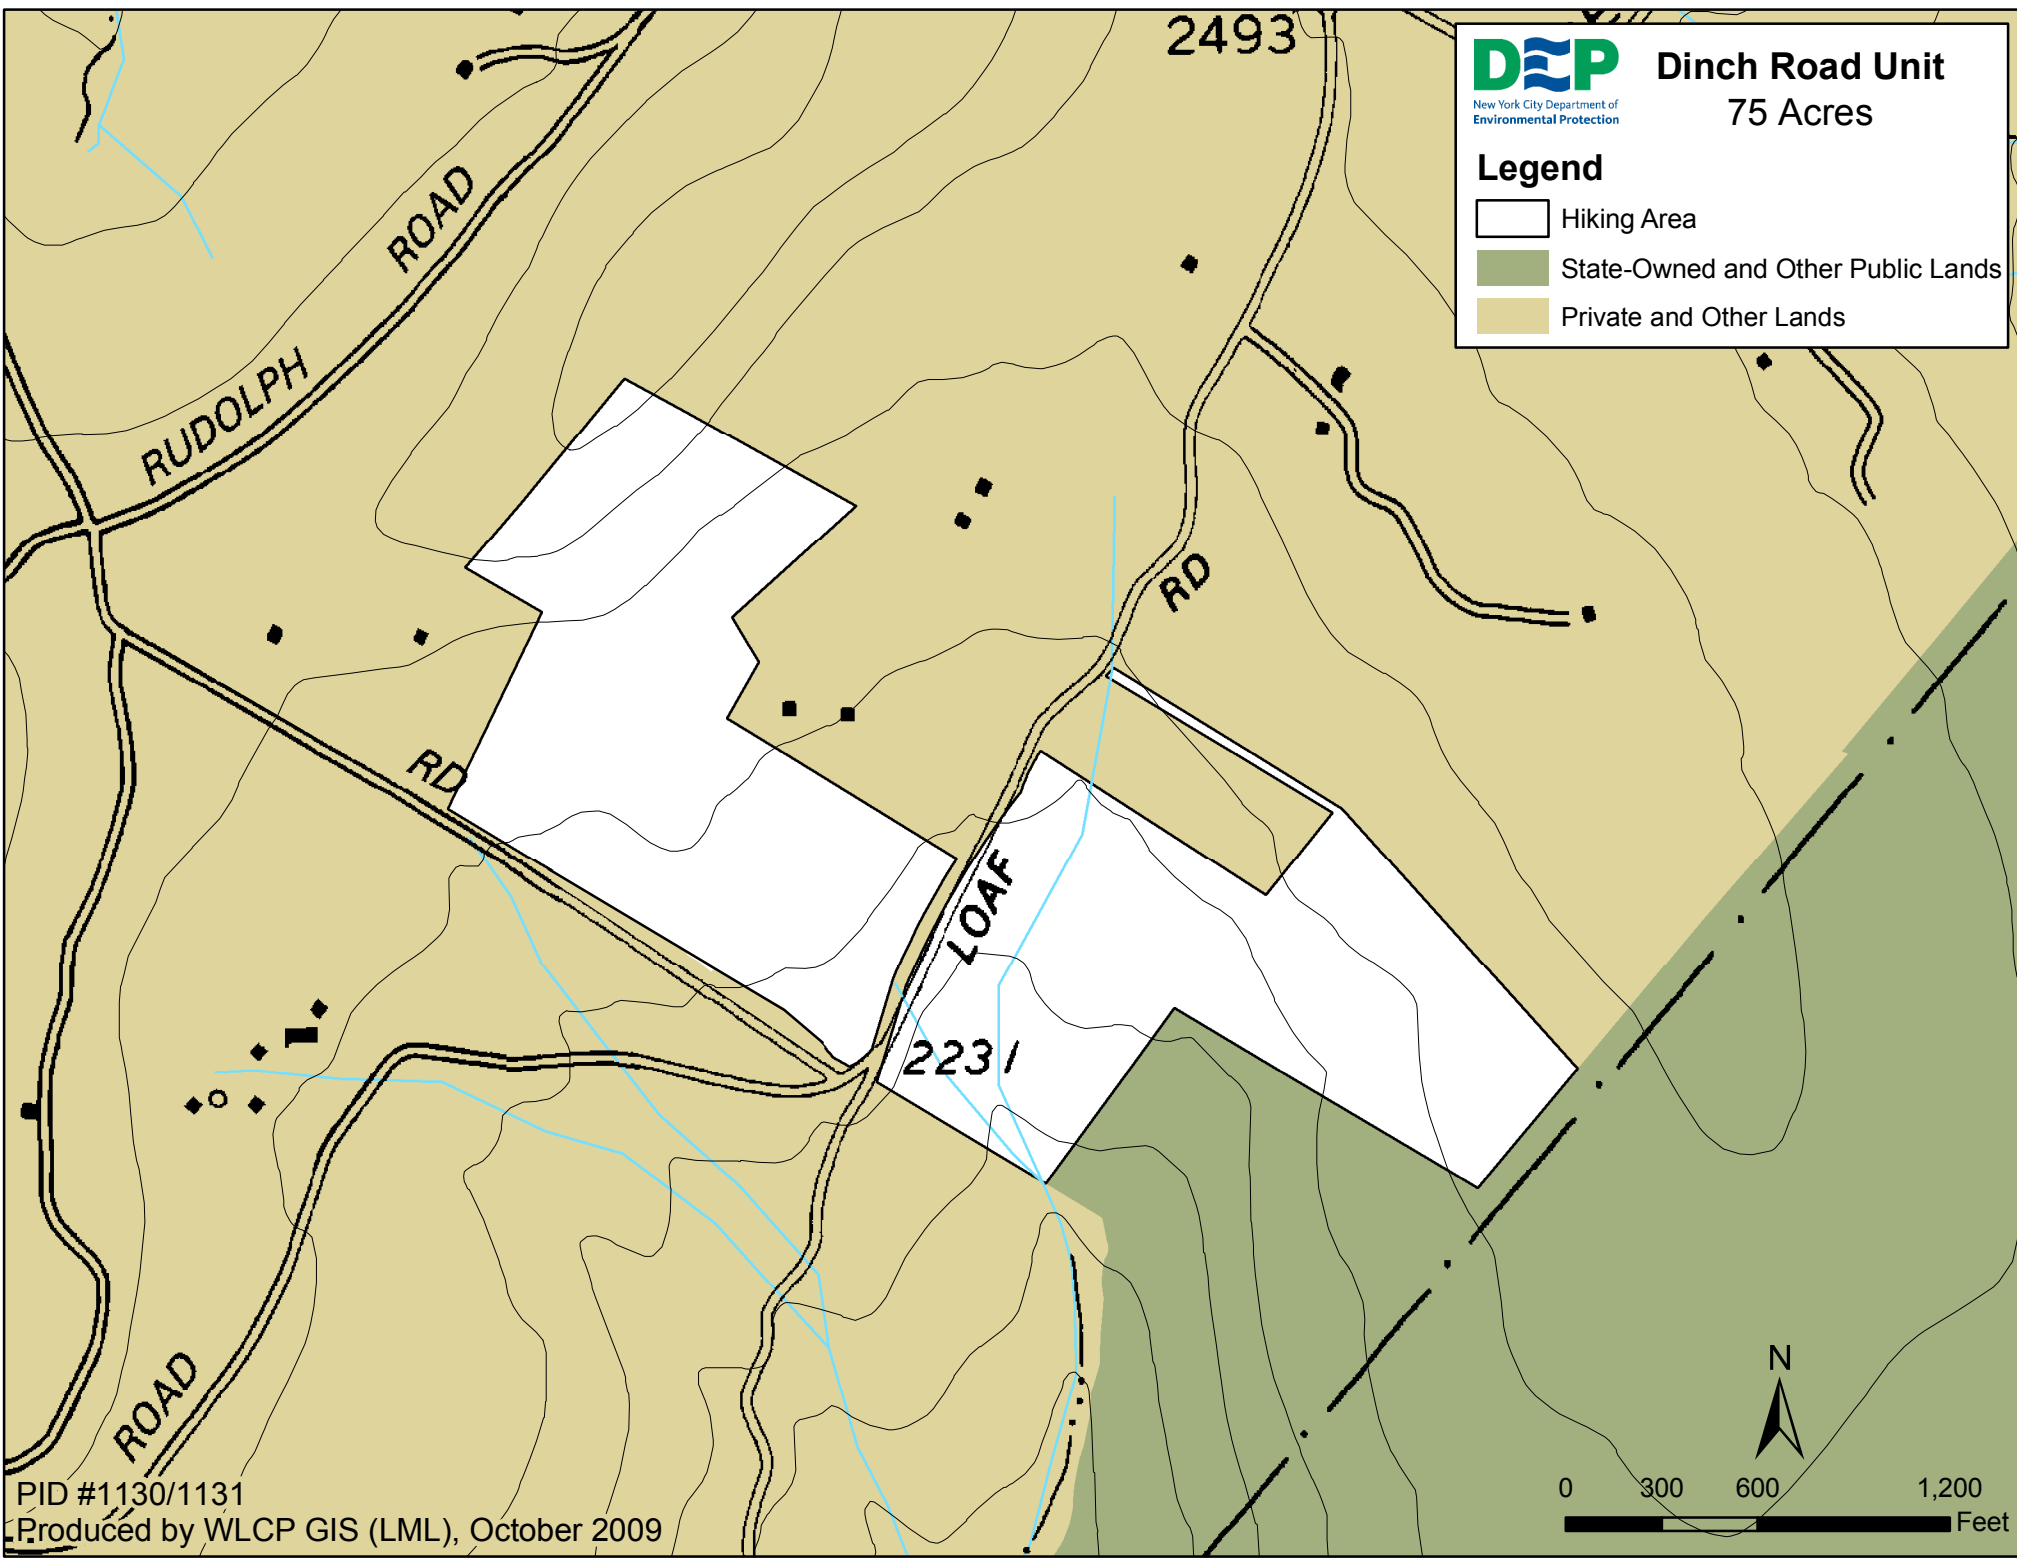 2493
DEP
New York City Department of
Environmental Protection
Dinch Road Unit
75 Acres
Legend
Hiking Area
State-Owned and Other Public Lands
Private and Other Lands
RUDOLPH ROAD
RD
RD
LOAF
2231
ROAD
N
0 300 600 1,200
Feet
PID #1130/1131
Produced by WLCP GIS (LML), October 2009